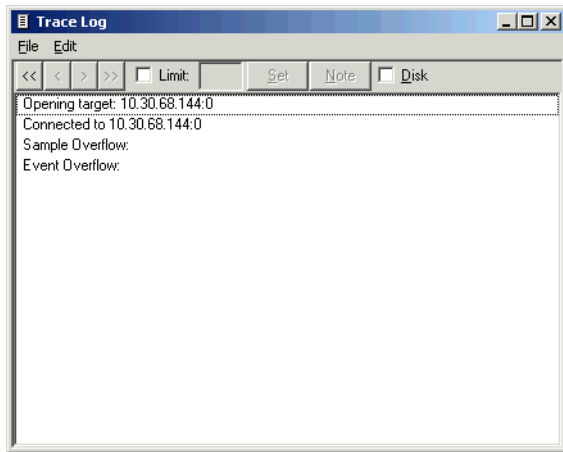 Trace Log
File Edit
<< < > >> Limit: Set Note Disk
Opening target: 10.30.68.144:0
Connected to 10.30.68.144:0
Sample Overflow:
Event Overflow: